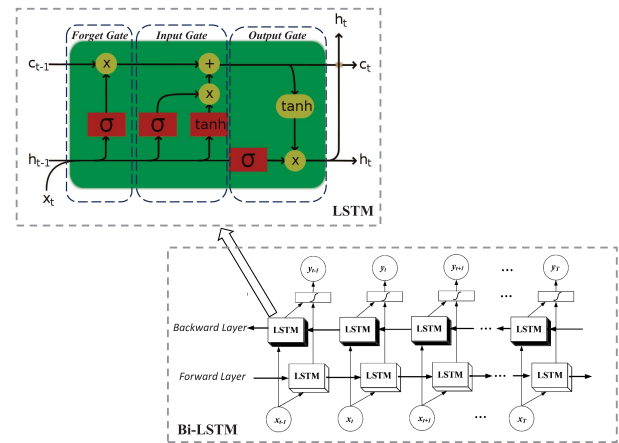 h_t
Forget Gate Input Gate Output Gate
c_{t-1} x + c_t
x
tanh
σ σ tanh
h_{t-1} σ x h_t
x_t
LSTM
y_{t-1} y_t y_{t+1} ... y_T
∫ ∫ ∫ ... ∫
Backward Layer LSTM LSTM LSTM ... LSTM
Forward Layer LSTM LSTM LSTM ... LSTM
x_{t-1} x_t x_{t+1} ... x_T
Bi-LSTM